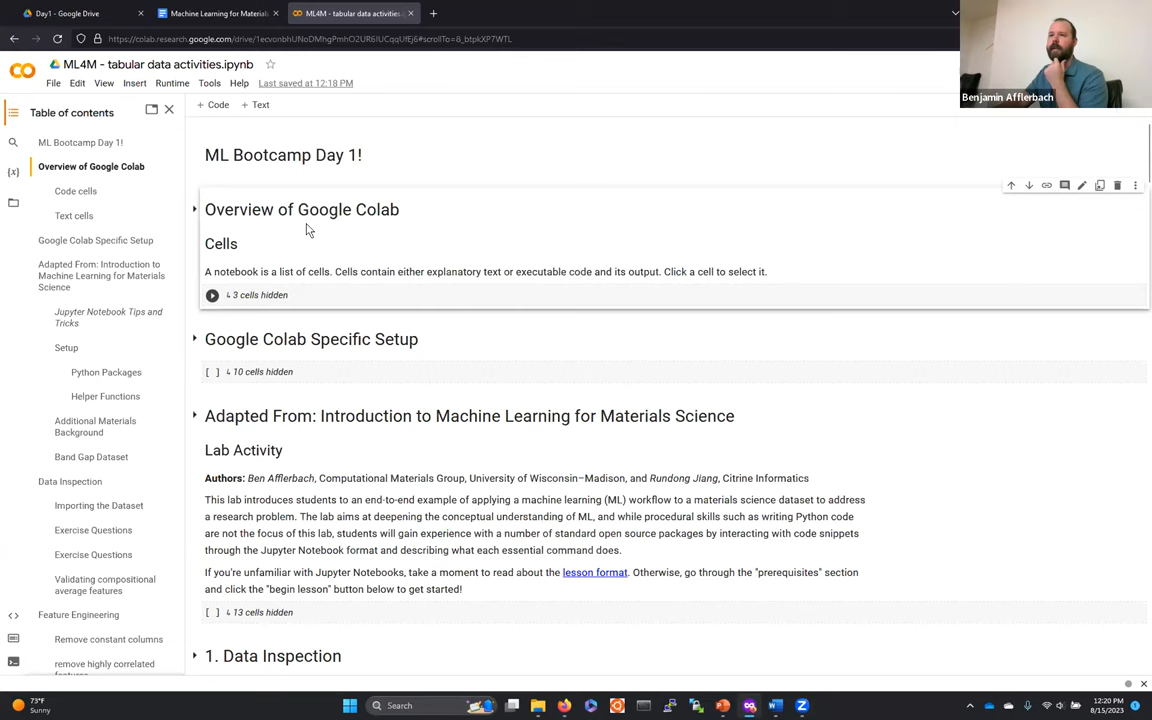 Day1 - Google Drive
Machine Learning for Materials
ML4M - tabular data activities.
https://colab.research.google.com/drive/1ecvonbhUNoDMhgPmhO2UR6IUCqqUfEj6#scrollTo=8_btpkXP7WTL
ML4M - tabular data activities.ipynb
File Edit View Insert Runtime Tools Help Last saved at 12:18 PM
Benjamin Afflerbach
Table of contents
+ Code + Text
ML Bootcamp Day 1!
Overview of Google Colab
Code cells
Text cells
Google Colab Specific Setup
Adapted From: Introduction to
Machine Learning for Materials
Science
Jupyter Notebook Tips and
Tricks
Setup
Python Packages
Helper Functions
Additional Materials
Background
Band Gap Dataset
Data Inspection
Importing the Dataset
Exercise Questions
Exercise Questions
Validating compositional
average features
Feature Engineering
Remove constant columns
remove highly correlated
ML Bootcamp Day 1!
Overview of Google Colab
Cells
A notebook is a list of cells. Cells contain either explanatory text or executable code and its output. Click a cell to select it.
↳ 3 cells hidden
Google Colab Specific Setup
[ ] ↳ 10 cells hidden
Adapted From: Introduction to Machine Learning for Materials Science
Lab Activity
Authors: Ben Afflerbach, Computational Materials Group, University of Wisconsin–Madison, and Rundong Jiang, Citrine Informatics
This lab introduces students to an end-to-end example of applying a machine learning (ML) workflow to a materials science dataset to address
a research problem. The lab aims at deepening the conceptual understanding of ML, and while procedural skills such as writing Python code
are not the focus of this lab, students will gain experience with a number of standard open source packages by interacting with code snippets
through the Jupyter Notebook format and describing what each essential command does.
If you're unfamiliar with Jupyter Notebooks, take a moment to read about the lesson format. Otherwise, go through the "prerequisites" section
and click the "begin lesson" button below to get started!
[ ] ↳ 13 cells hidden
1. Data Inspection
73°F
Sunny
Search
12:20 PM
8/15/2023